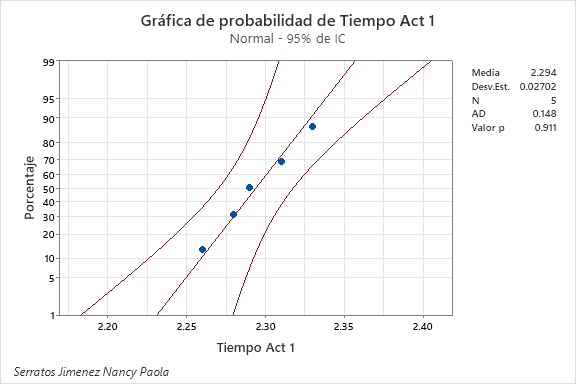 Gráfica de probabilidad de Tiempo Act 1
Normal - 95% de IC
Media 2.294
Desv.Est. 0.02702
N 5
AD 0.148
Valor p 0.911
Porcentaje
99
95
90
80
70
60
50
40
30
20
10
5
1
2.20 2.25 2.30 2.35 2.40
Tiempo Act 1
Serratos Jimenez Nancy Paola